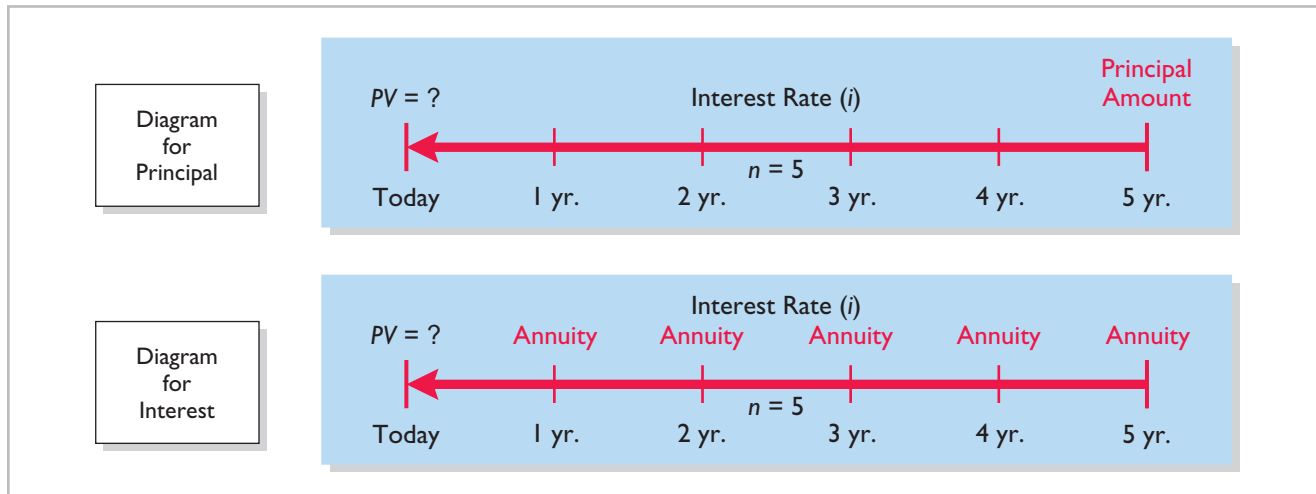 Diagram
for
Principal
PV = ?
Interest Rate (i)
Principal
Amount
n = 5
Today 1 yr. 2 yr. 3 yr. 4 yr. 5 yr.
Diagram
for
Interest
Interest Rate (i)
PV = ? Annuity Annuity Annuity Annuity Annuity
n = 5
Today 1 yr. 2 yr. 3 yr. 4 yr. 5 yr.